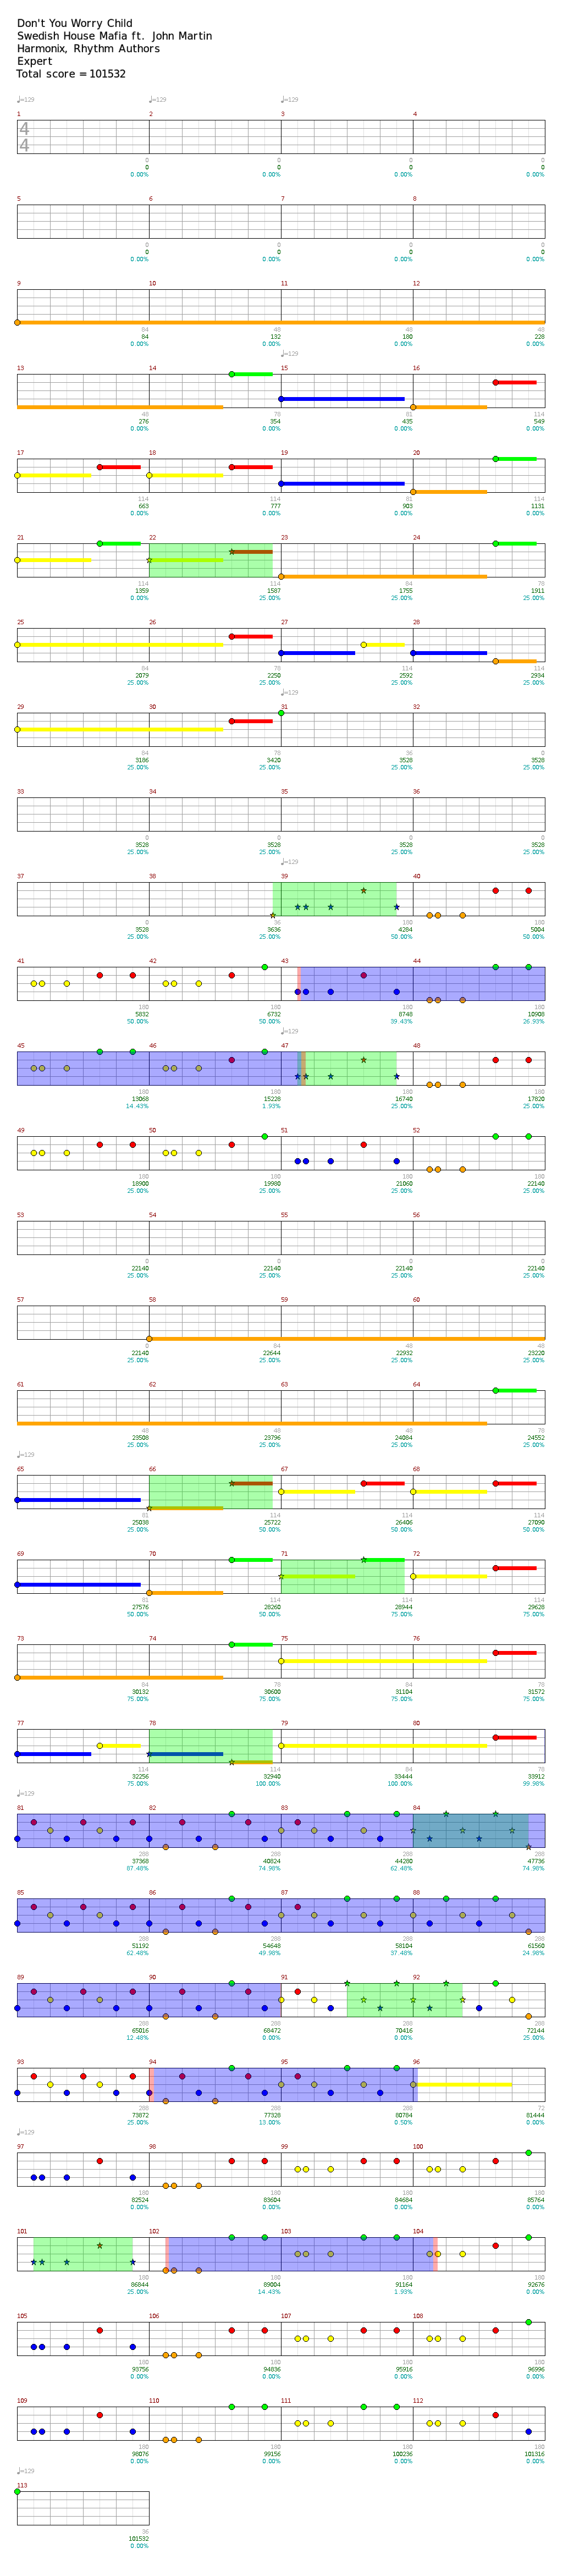 Don't You Worry Child
Swedish House Mafia ft. John Martin
Harmonix, Rhythm Authors
Expert
Total score = 101532
♩=129 ♩=129 ♩=129
1 2 3 4
4
4
0 0 0 0
0 0 0 0
0.00% 0.00% 0.00% 0.00%
5 6 7 8
0 0 0 0
0 0 0 0
0.00% 0.00% 0.00% 0.00%
9 10 11 12
84 48 48 48
84 132 180 228
0.00% 0.00% 0.00% 0.00%
♩=129
13 14 15 16
48 78 81 114
276 354 435 549
0.00% 0.00% 0.00% 0.00%
17 18 19 20
114 114 81 114
663 777 903 1131
0.00% 0.00% 0.00% 0.00%
21 22 23 24
114 114 84 78
1359 1587 1755 1911
0.00% 25.00% 25.00% 25.00%
25 26 27 28
84 78 114 114
2079 2250 2592 2934
25.00% 25.00% 25.00% 25.00%
♩=129
29 30 31 32
84 78 36 0
3186 3420 3528 3528
25.00% 25.00% 25.00% 25.00%
33 34 35 36
0 0 0 0
3528 3528 3528 3528
25.00% 25.00% 25.00% 25.00%
♩=129
37 38 39 40
0 36 180 180
3528 3636 4284 5004
25.00% 25.00% 50.00% 50.00%
41 42 43 44
180 180 180 180
5832 6732 8748 10908
50.00% 50.00% 39.43% 26.93%
♩=129
45 46 47 48
180 180 180 180
13068 15228 16740 17820
14.43% 1.93% 25.00% 25.00%
49 50 51 52
180 180 180 180
18900 19980 21060 22140
25.00% 25.00% 25.00% 25.00%
53 54 55 56
0 0 0 0
22140 22140 22140 22140
25.00% 25.00% 25.00% 25.00%
57 58 59 60
0 84 48 48
22140 22644 22932 23220
25.00% 25.00% 25.00% 25.00%
61 62 63 64
48 48 48 114
23508 23796 24084 24552
25.00% 25.00% 25.00% 25.00%
♩=129
65 66 67 68
81 114 114 114
25038 25722 26406 27090
25.00% 50.00% 50.00% 50.00%
69 70 71 72
81 114 114 114
27576 28260 28944 29628
50.00% 50.00% 75.00% 75.00%
73 74 75 76
84 78 84 78
30132 30600 31104 31572
75.00% 75.00% 75.00% 75.00%
77 78 79 80
114 114 84 78
32256 32940 33444 33912
75.00% 100.00% 100.00% 99.98%
♩=129
81 82 83 84
288 288 288 288
37368 40824 44280 47736
87.48% 74.98% 62.48% 74.98%
85 86 87 88
288 288 288 288
51192 54648 58104 61560
62.48% 49.98% 37.48% 24.98%
89 90 91 92
288 288 288 288
65016 68472 70416 72144
12.48% 0.00% 0.00% 25.00%
93 94 95 96
288 288 288 72
73872 77328 80784 81444
25.00% 13.00% 0.50% 0.00%
♩=129
97 98 99 100
180 180 180 180
82524 83604 84684 85764
0.00% 0.00% 0.00% 0.00%
101 102 103 104
180 180 180 180
86844 89004 91164 92676
25.00% 14.43% 1.93% 0.00%
105 106 107 108
180 180 180 180
93756 94836 95916 96996
0.00% 0.00% 0.00% 0.00%
109 110 111 112
180 180 180 180
98076 99156 100236 101316
0.00% 0.00% 0.00% 0.00%
♩=129
113
36
101532
0.00%